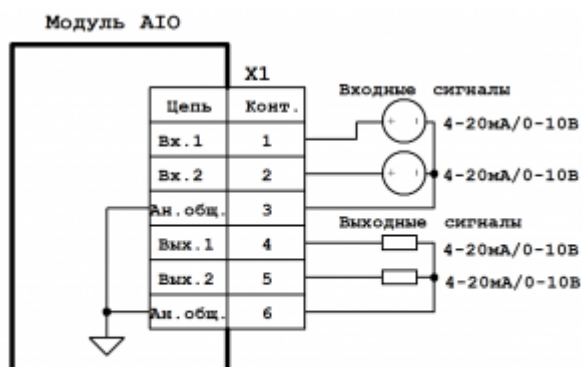 Модуль AIO
X1
Цепь Конт.
Вх.1 1
Вх.2 2
Ан.общ. 3
Вых.1 4
Вых.2 5
Ан.общ. 6
Входные сигналы
4-20мА/0-10В
4-20мА/0-10В
Выходные сигналы
4-20мА/0-10В
4-20мА/0-10В